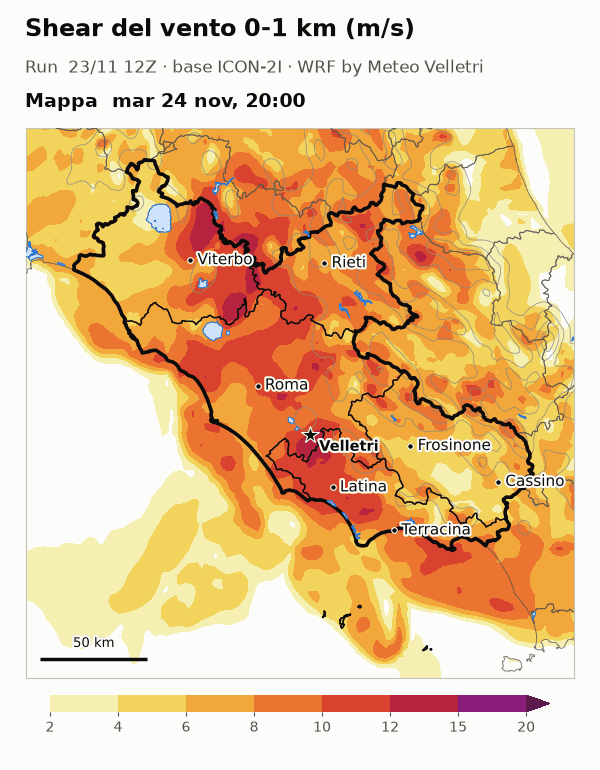 Shear del vento 0-1 km (m/s)
Run  23/11 12Z · base ICON-2I · WRF by Meteo Velletri
Mappa  mar 24 nov, 20:00
Viterbo
Rieti
Roma
Velletri
Frosinone
Latina
Cassino
Terracina
50 km
2 4 6 8 10 12 15 20